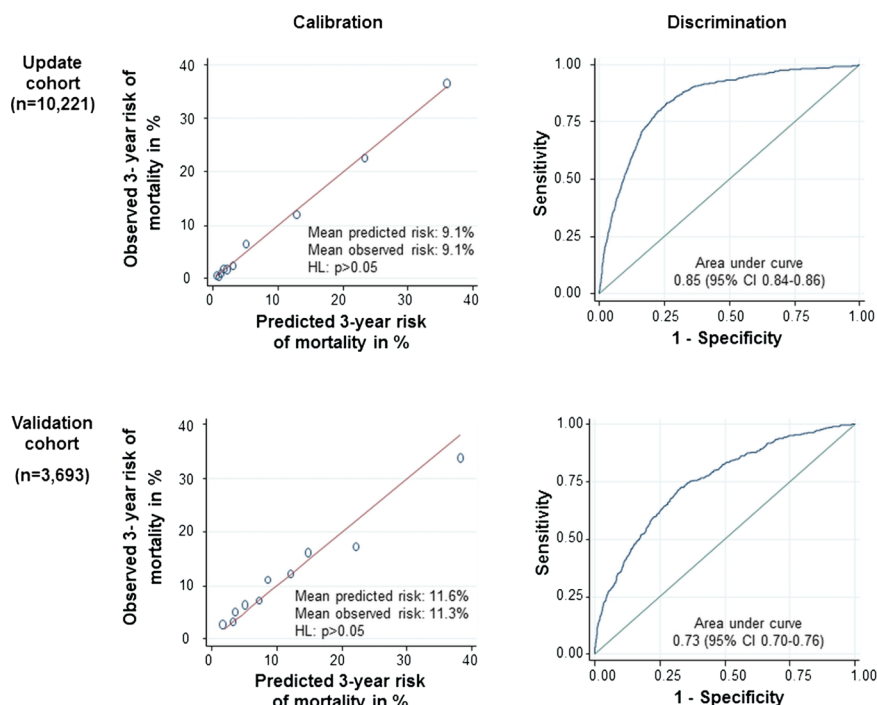 Calibration
Discrimination
Update
cohort
(n=10,221)
Observed 3- year risk of
mortality in %
40
30
20
10
0
Mean predicted risk: 9.1%
Mean observed risk: 9.1%
HL: p>0.05
0
10
20
30
40
Predicted 3-year risk
of mortality in %
Sensitivity
1.00
0.75
0.50
0.25
0.00
Area under curve
0.85 (95% CI 0.84-0.86)
0.00
0.25
0.50
0.75
1.00
1 - Specificity
Validation
cohort
(n=3,693)
Observed 3- year risk of
mortality in %
40
30
20
10
0
Mean predicted risk: 11.6%
Mean observed risk: 11.3%
HL: p>0.05
0
10
20
30
40
Predicted 3-year risk
of mortality in %
Sensitivity
1.00
0.75
0.50
0.25
0.00
Area under curve
0.73 (95% CI 0.70-0.76)
0.00
0.25
0.50
0.75
1.00
1 - Specificity